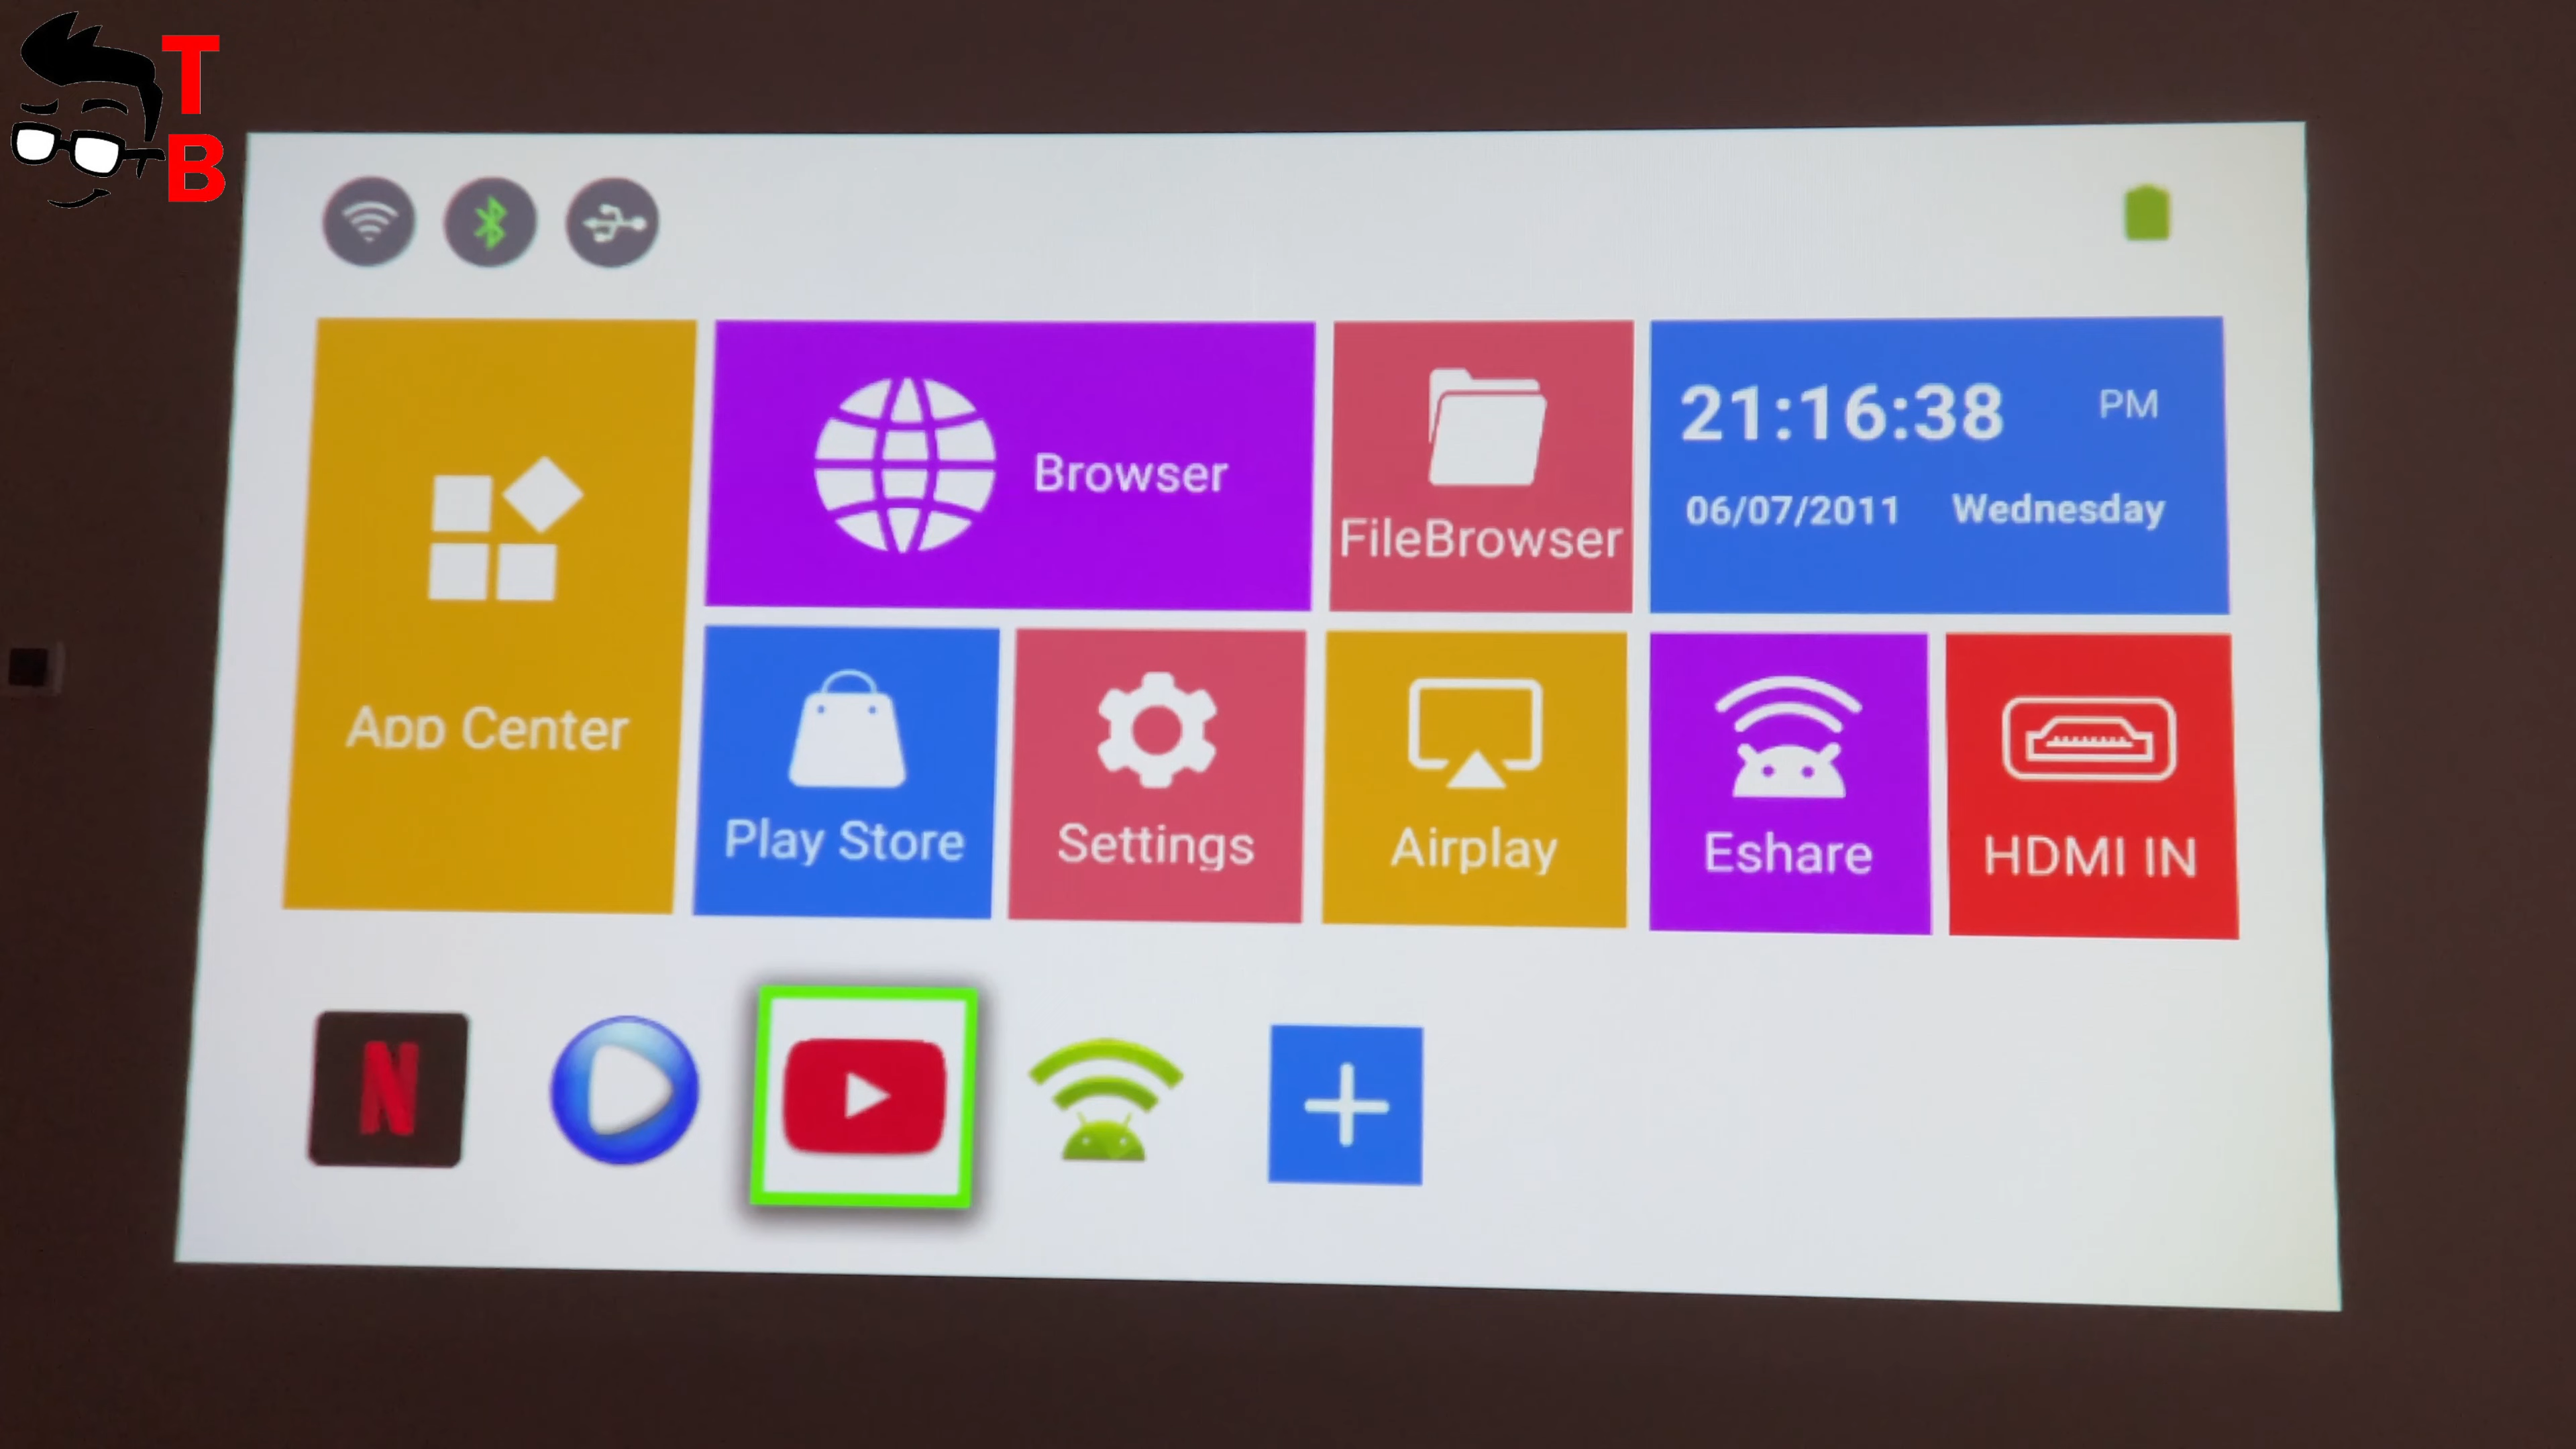 T
B
Browser
FileBrowser
21:16:38 PM
06/07/2011 Wednesday
App Center
Play Store
Settings
Airplay
Eshare
HDMI IN
N